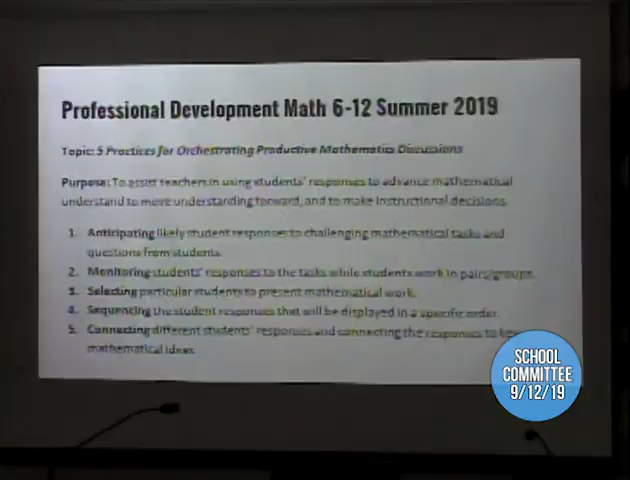 Professional Development Math 6-12 Summer 2019
Topic: 5 Practices for Orchestrating Productive Mathematics Discussions
Purpose: To assist teachers in using students' responses to advance mathematical
understand to move understanding forward, and to make instructional decisions.
1. Anticipating likely student responses to challenging mathematical tasks and
questions from students.
2. Monitoring students' responses to the tasks while students work in pairs/groups.
3. Selecting particular students to present mathematical work.
4. Sequencing the student responses that will be displayed in a specific order.
5. Connecting different students' responses and connecting the responses to key
mathematical ideas.
SCHOOL
COMMITTEE
9/12/19